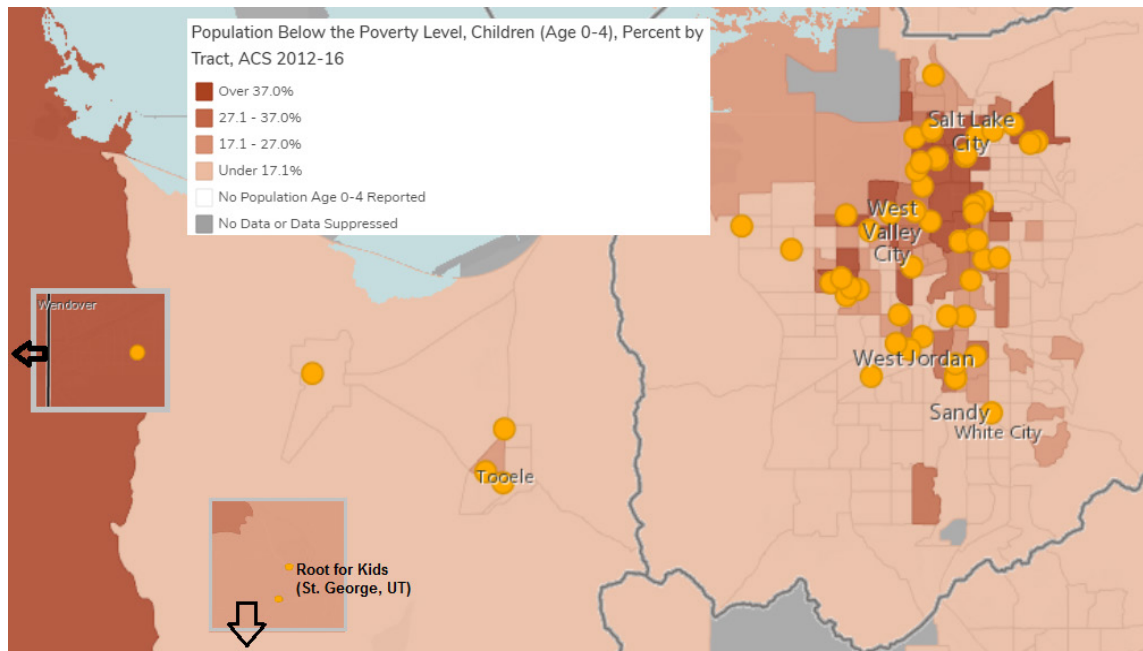 Population Below the Poverty Level, Children (Age 0-4), Percent by
Tract, ACS 2012-16
Over 37.0%
27.1 - 37.0%
17.1 - 27.0%
Under 17.1%
No Population Age 0-4 Reported
No Data or Data Suppressed
Salt Lake
City
West
Valley
City
Wendover
West Jordan
Sandy
White City
Tooele
Root for Kids
(St. George, UT)